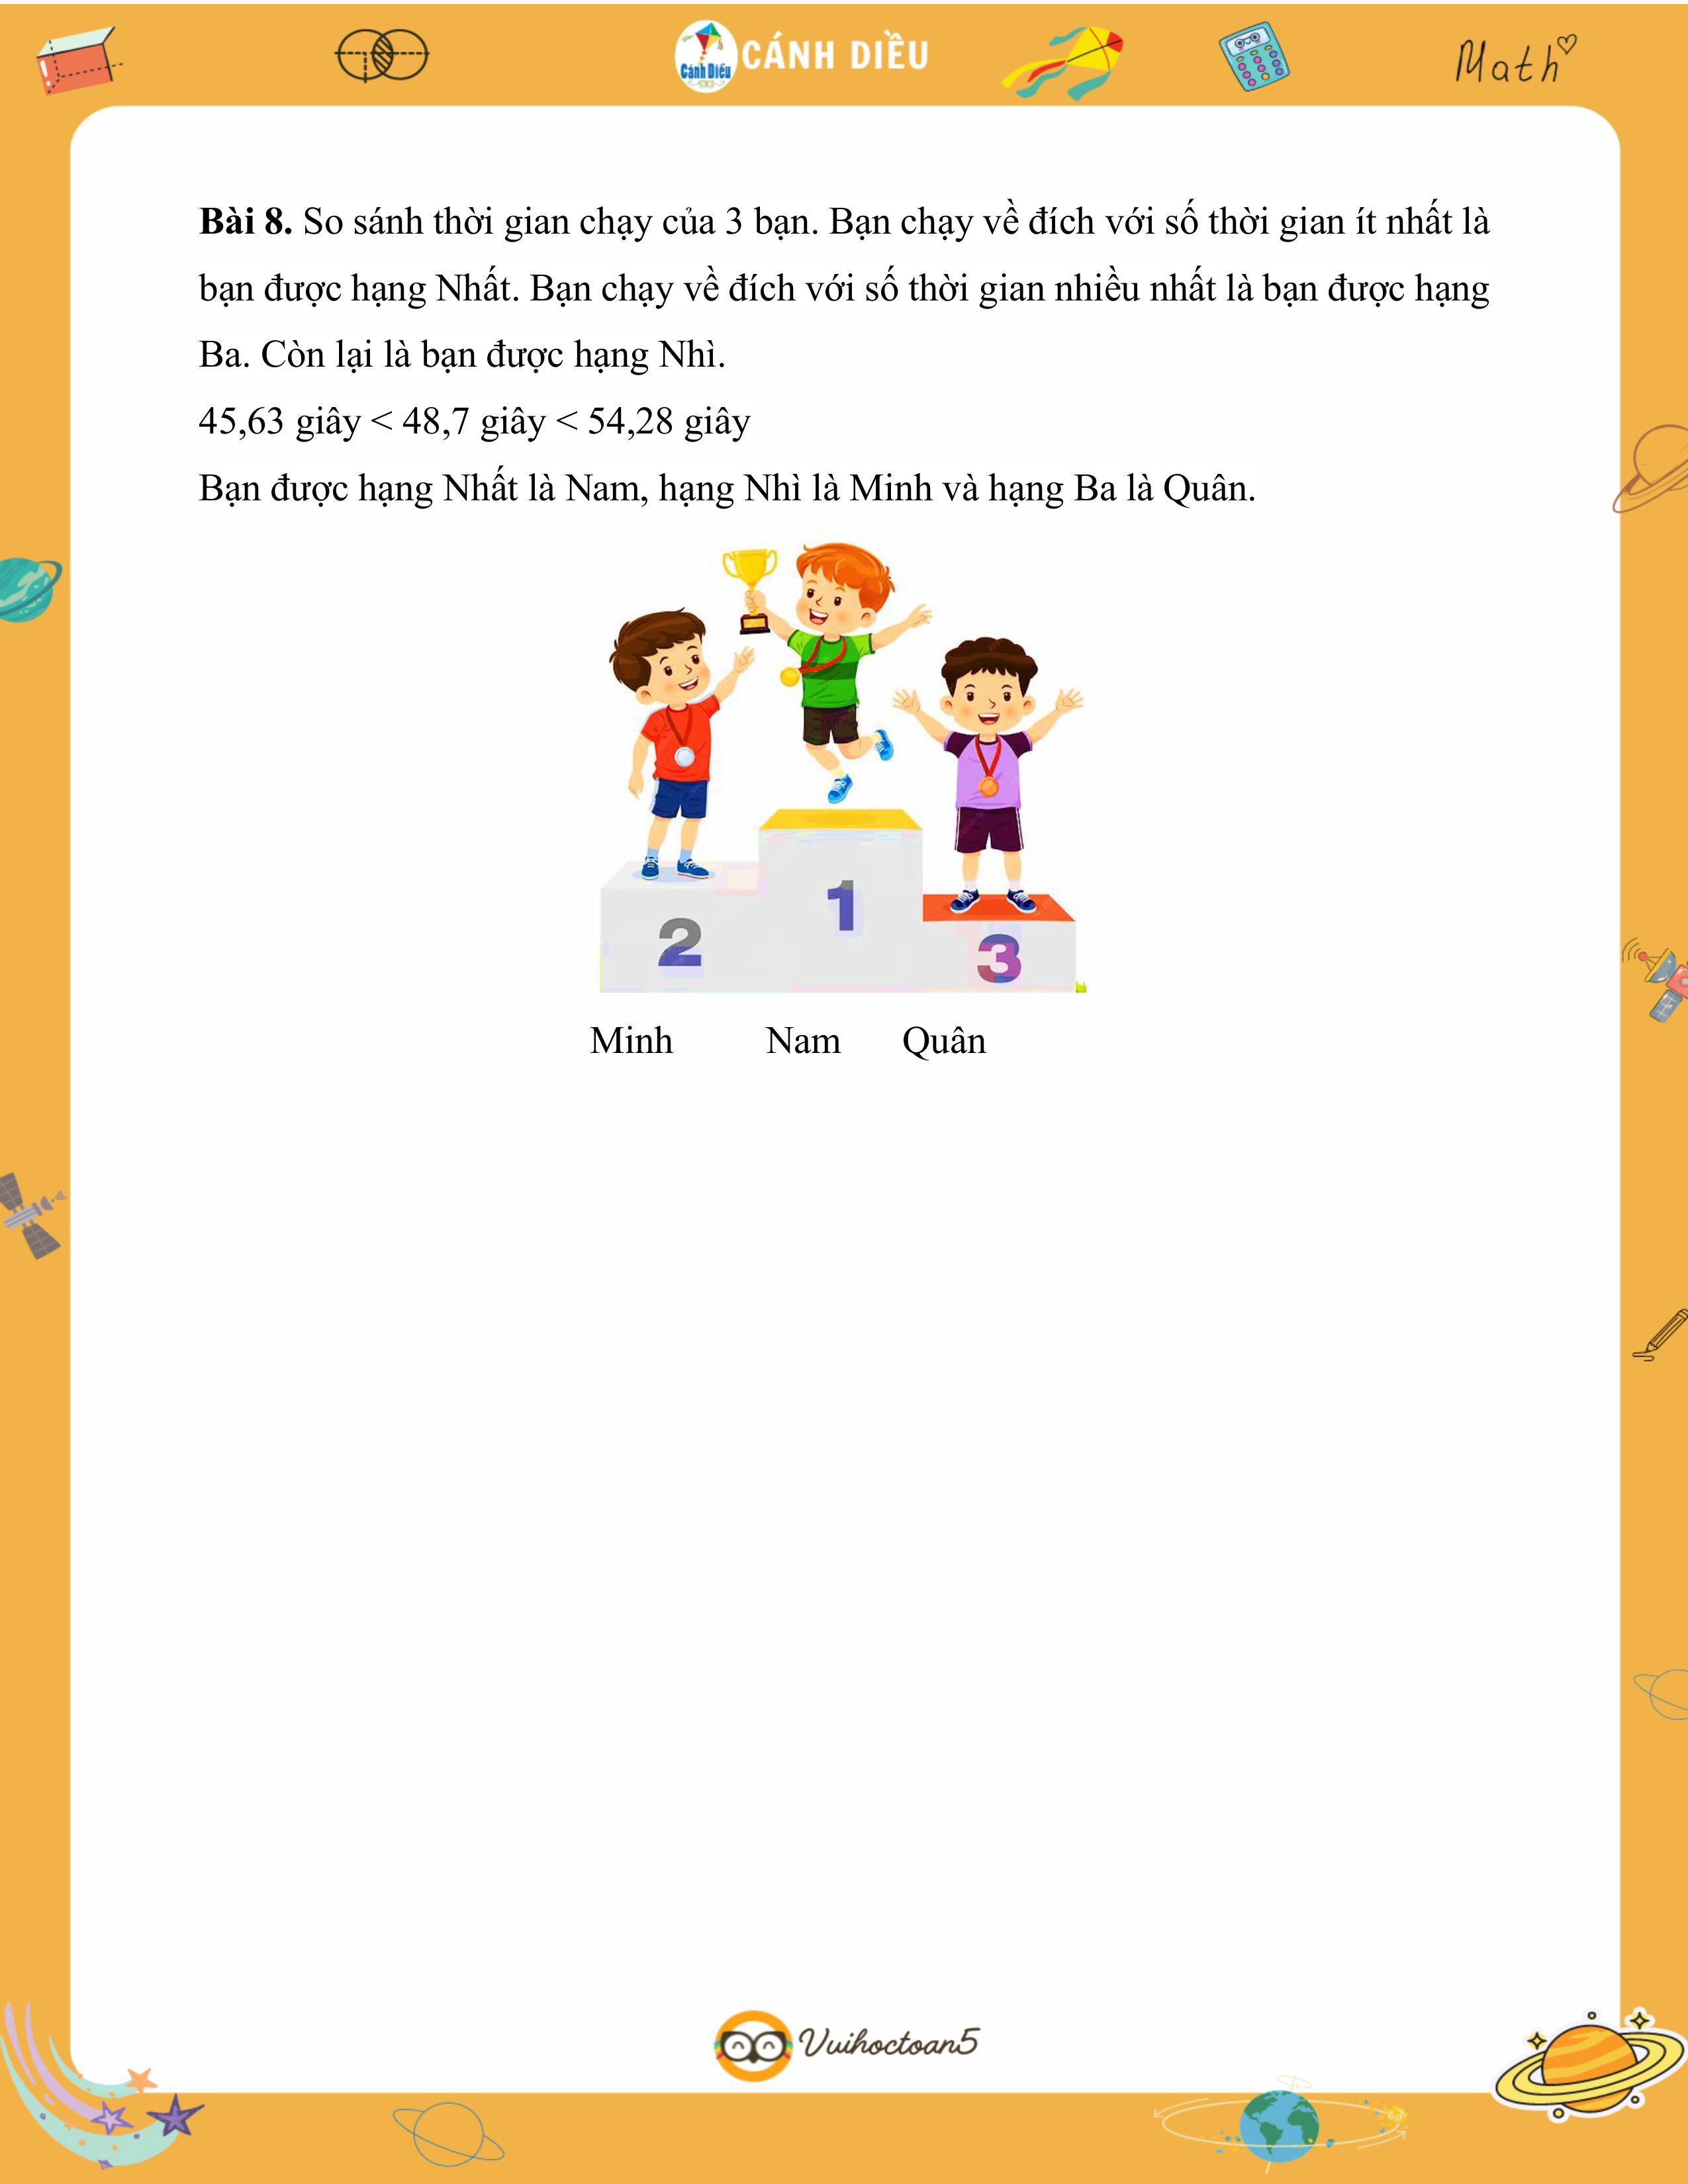 Cánh Diều
CÁNH DIỀU
Math
Bài 8. So sánh thời gian chạy của 3 bạn. Bạn chạy về đích với số thời gian ít nhất là
bạn được hạng Nhất. Bạn chạy về đích với số thời gian nhiều nhất là bạn được hạng
Ba. Còn lại là bạn được hạng Nhì.
45,63 giây < 48,7 giây < 54,28 giây
Bạn được hạng Nhất là Nam, hạng Nhì là Minh và hạng Ba là Quân.
1
2
3
Minh Nam Quân
Vuihoctoan5